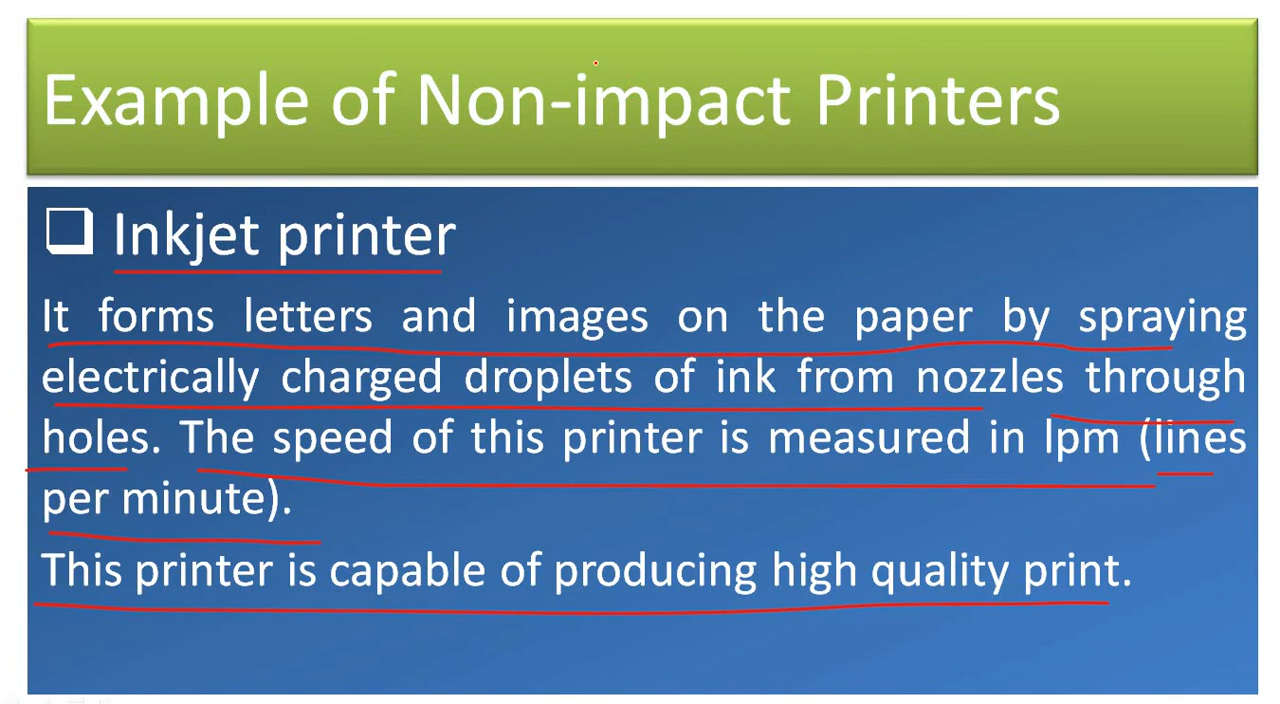 Example of Non-impact Printers
Inkjet printer
It forms letters and images on the paper by spraying
electrically charged droplets of ink from nozzles through
holes. The speed of this printer is measured in lpm (lines
per minute).
This printer is capable of producing high quality print.